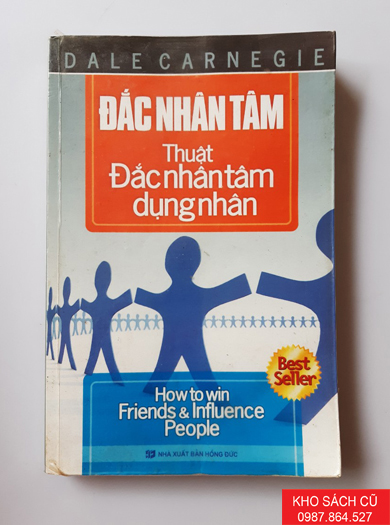 DALE CARNEGIE
ĐẮC NHÂN TÂM
Thuật
Đắc nhân tâm
dụng nhân
Best
Seller
How to win
Friends & Influence
People
NHÀ XUẤT BẢN HỒNG ĐỨC
KHO SÁCH CŨ
0987.864.527